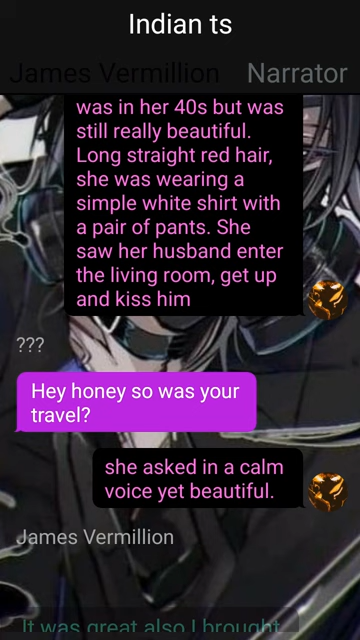 Indian ts
James Vermillion Narrator
was in her 40s but was
still really beautiful.
Long straight red hair,
she was wearing a
simple white shirt with
a pair of pants. She
saw her husband enter
the living room, get up
and kiss him
???
Hey honey so was your
travel?
she asked in a calm
voice yet beautiful.
James Vermillion
It was great also I brought